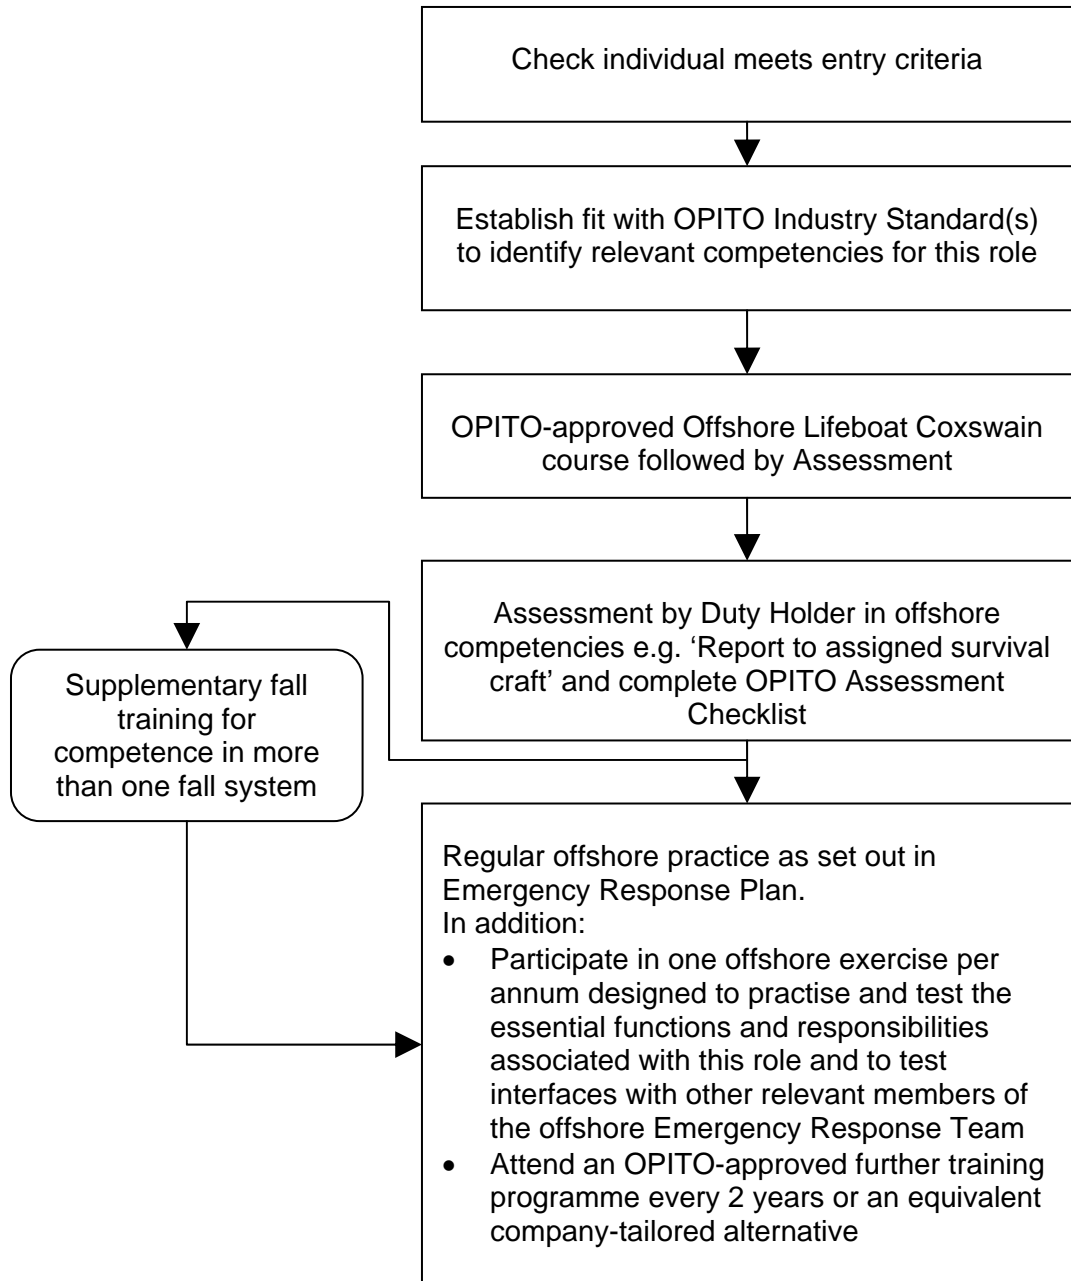 Check individual meets entry criteria
Establish fit with OPITO Industry Standard(s)
to identify relevant competencies for this role
OPITO-approved Offshore Lifeboat Coxswain
course followed by Assessment
Assessment by Duty Holder in offshore
competencies e.g. ‘Report to assigned survival
craft’ and complete OPITO Assessment
Checklist
Supplementary fall
training for
competence in more
than one fall system
Regular offshore practice as set out in
Emergency Response Plan.
In addition:
• Participate in one offshore exercise per
annum designed to practise and test the
essential functions and responsibilities
associated with this role and to test
interfaces with other relevant members of
the offshore Emergency Response Team
• Attend an OPITO-approved further training
programme every 2 years or an equivalent
company-tailored alternative